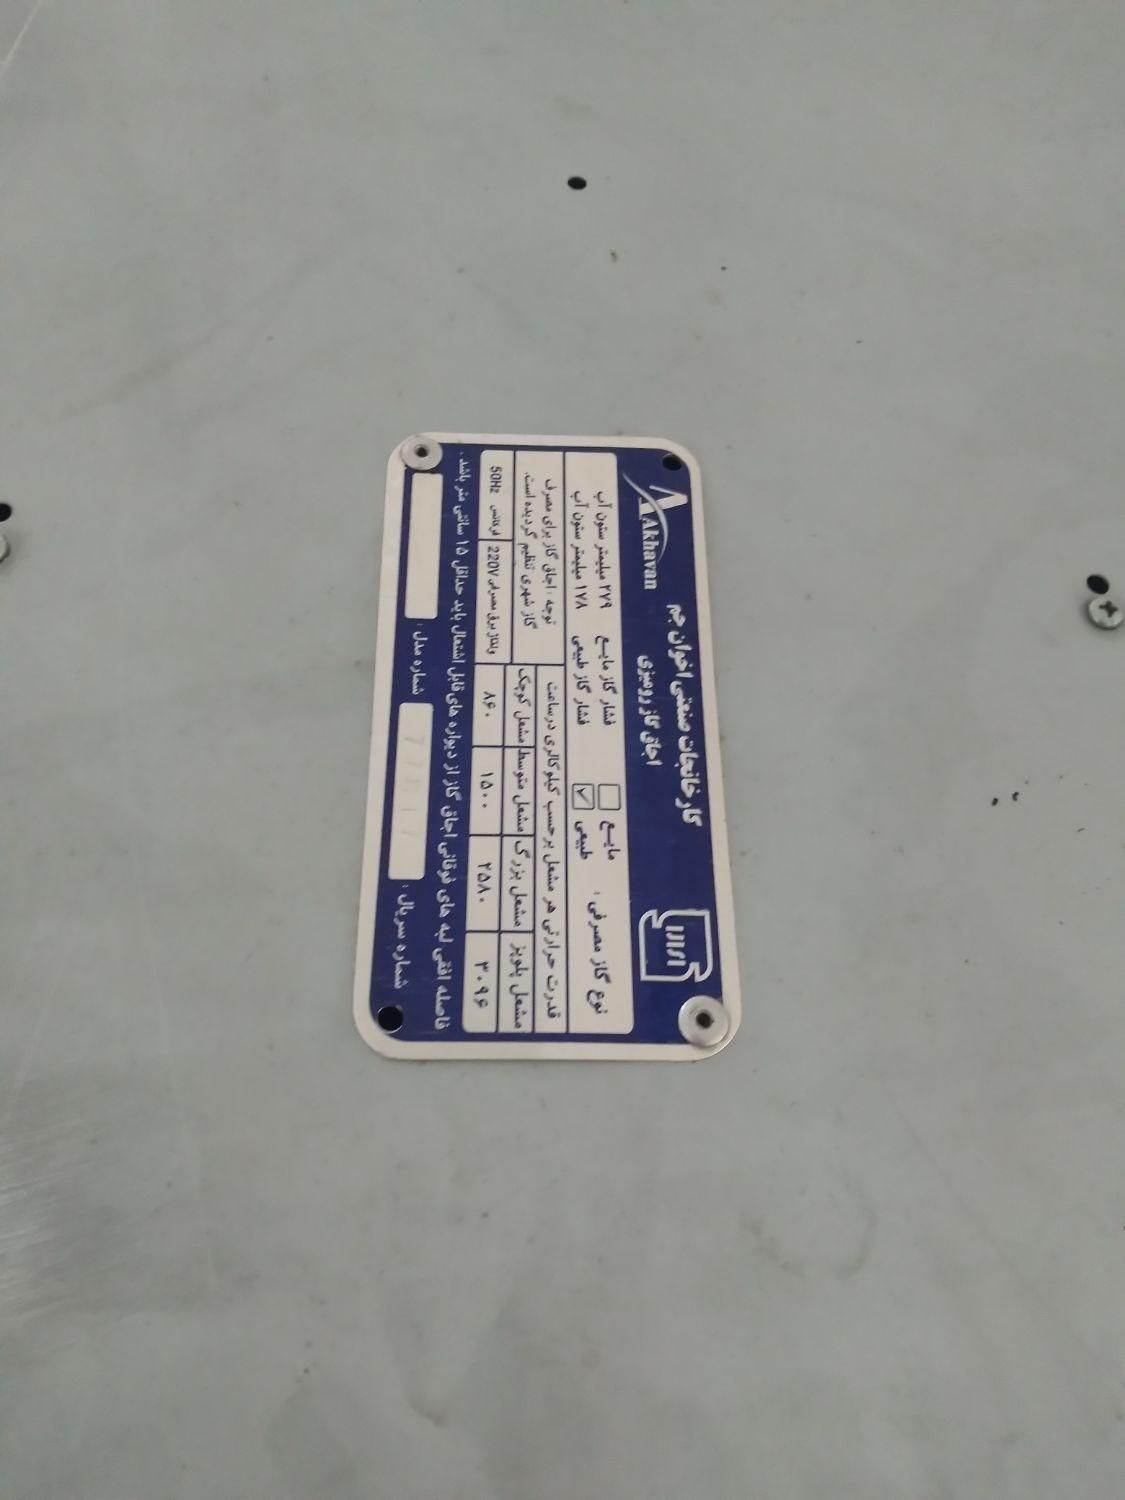 Akhavan
کارخانجات صنعتی اخوان جم
اجاق گاز رومیزی
نوع گاز مصرفی : مایع فشار گاز مایع ۲۷۹ میلیمتر ستون آب
طبیعی ✓ فشار گاز طبیعی ۱۷۸ میلیمتر ستون آب
قدرت حرارتی هر مشعل بر حسب کیلو کالری در ساعت
توجه : اجاق گاز برای مصرف
گاز شهری تنظیم گردیده است.
مشعل پلوپز مشعل بزرگ مشعل متوسط مشعل کوچک
۳۰۹۶ ۲۵۸۰ ۱۵۰۰ ۸۶۰ ولتاژ برق مصرفی 220V فرکانس 50Hz
فاصله افقی لبه های فوقانی اجاق گاز از دیواره های قابل اشتعال باید حداقل ۱۵ سانتی متر باشد .
شماره سریال : شماره مدل :